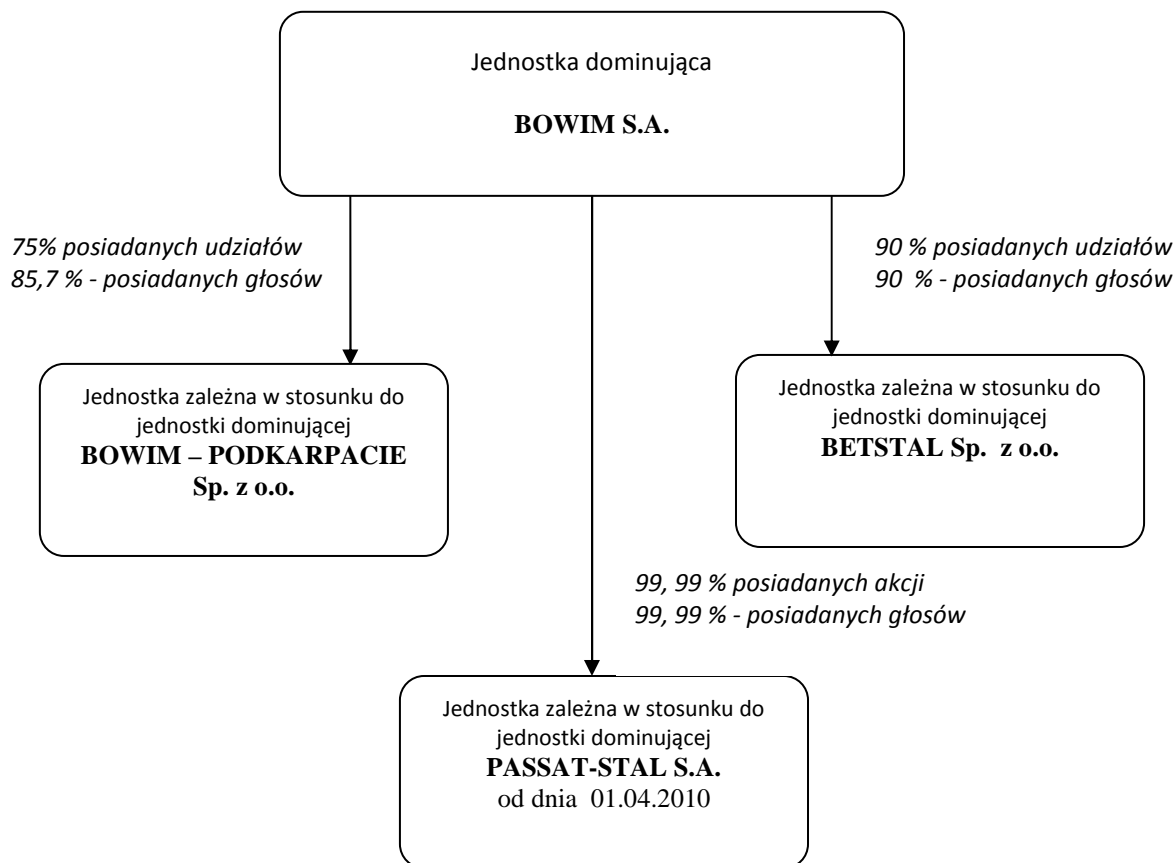 Jednostka dominująca
BOWIM S.A.
75% posiadanych udziałów
85,7 % - posiadanych głosów
90 % posiadanych udziałów
90 % - posiadanych głosów
Jednostka zależna w stosunku do
jednostki dominującej
BOWIM – PODKARPACIE
Sp. z o.o.
Jednostka zależna w stosunku do
jednostki dominującej
BETSTAL Sp. z o.o.
99, 99 % posiadanych akcji
99, 99 % - posiadanych głosów
Jednostka zależna w stosunku do
jednostki dominującej
PASSAT-STAL S.A.
od dnia 01.04.2010